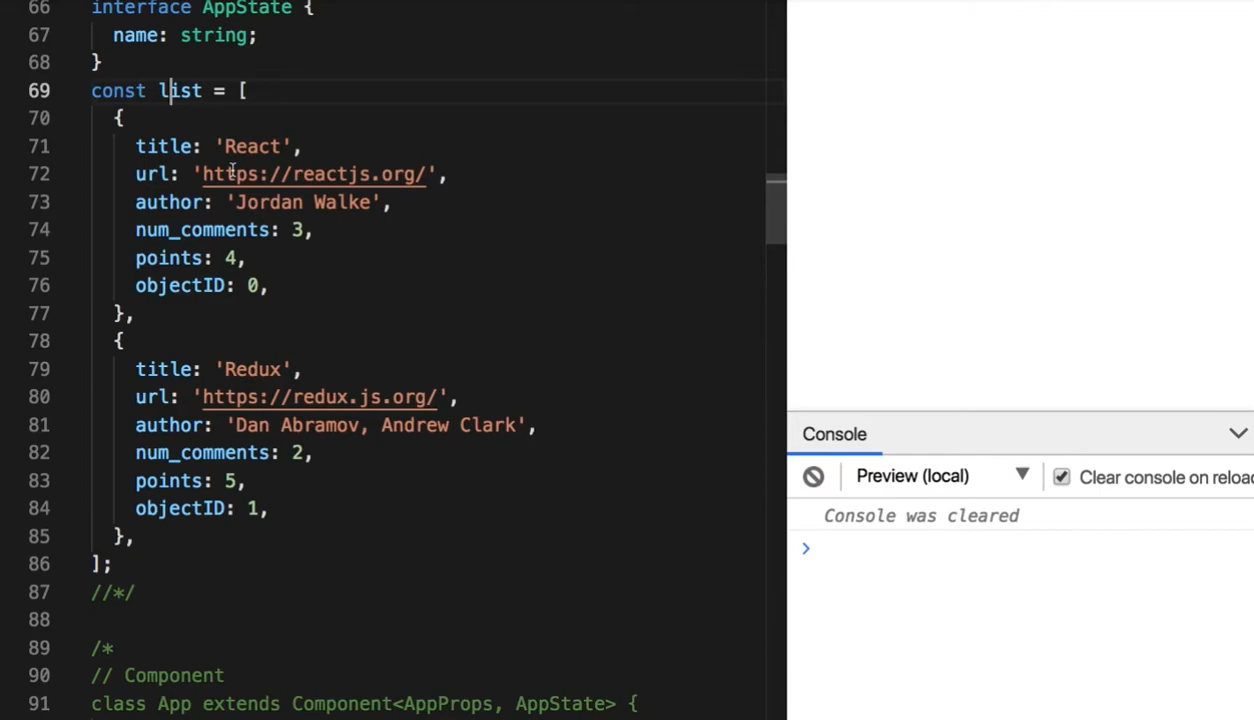 66 interface AppState {
67 name: string;
68 }
69 const list = [
70 {
71 title: 'React',
72 url: 'https://reactjs.org/',
73 author: 'Jordan Walke',
74 num_comments: 3,
75 points: 4,
76 objectID: 0,
77 },
78 {
79 title: 'Redux',
80 url: 'https://redux.js.org/',
81 author: 'Dan Abramov, Andrew Clark',
82 num_comments: 2,
83 points: 5,
84 objectID: 1,
85 },
86 ];
87 //*/
88
89 /*
90 // Component
91 class App extends Component<AppProps, AppState> {
Console
Preview (local) ▼ Clear console on reloa
Console was cleared
>